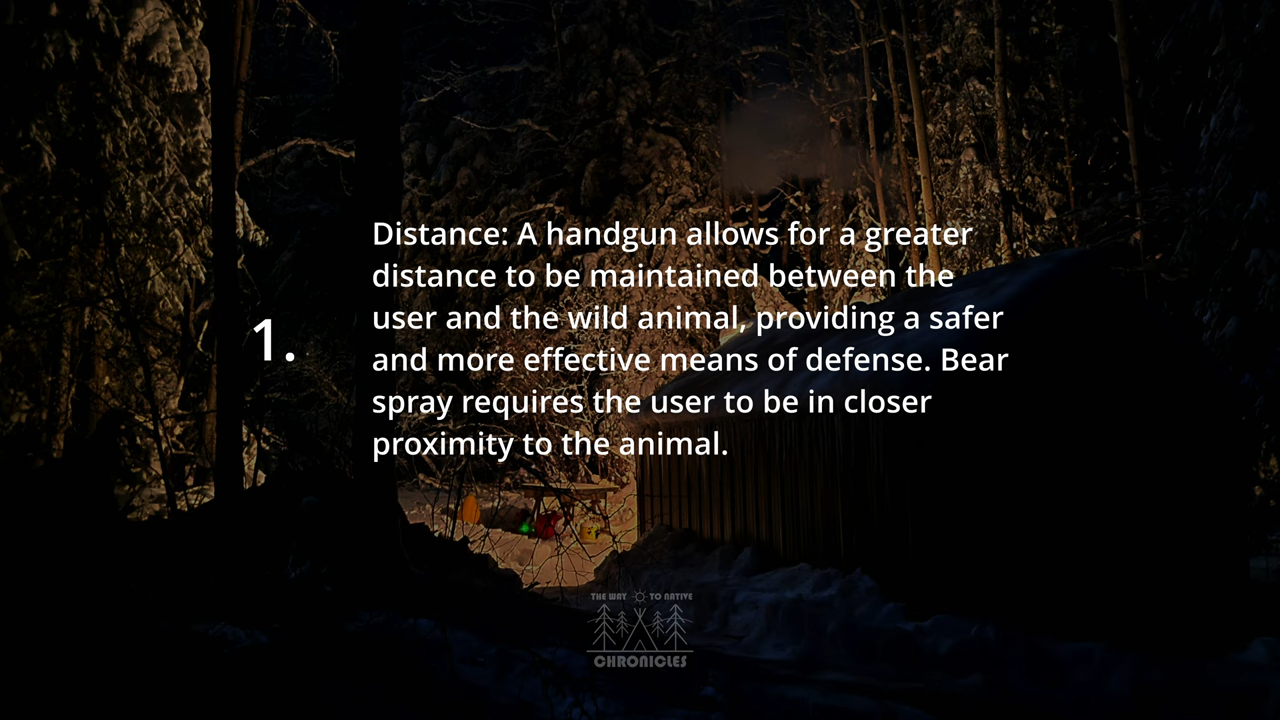 Distance: A handgun allows for a greater
distance to be maintained between the
user and the wild animal, providing a safer
1.
and more effective means of defense. Bear
spray requires the user to be in closer
proximity to the animal.
THE WAY TO NATIVE
CHRONICLES